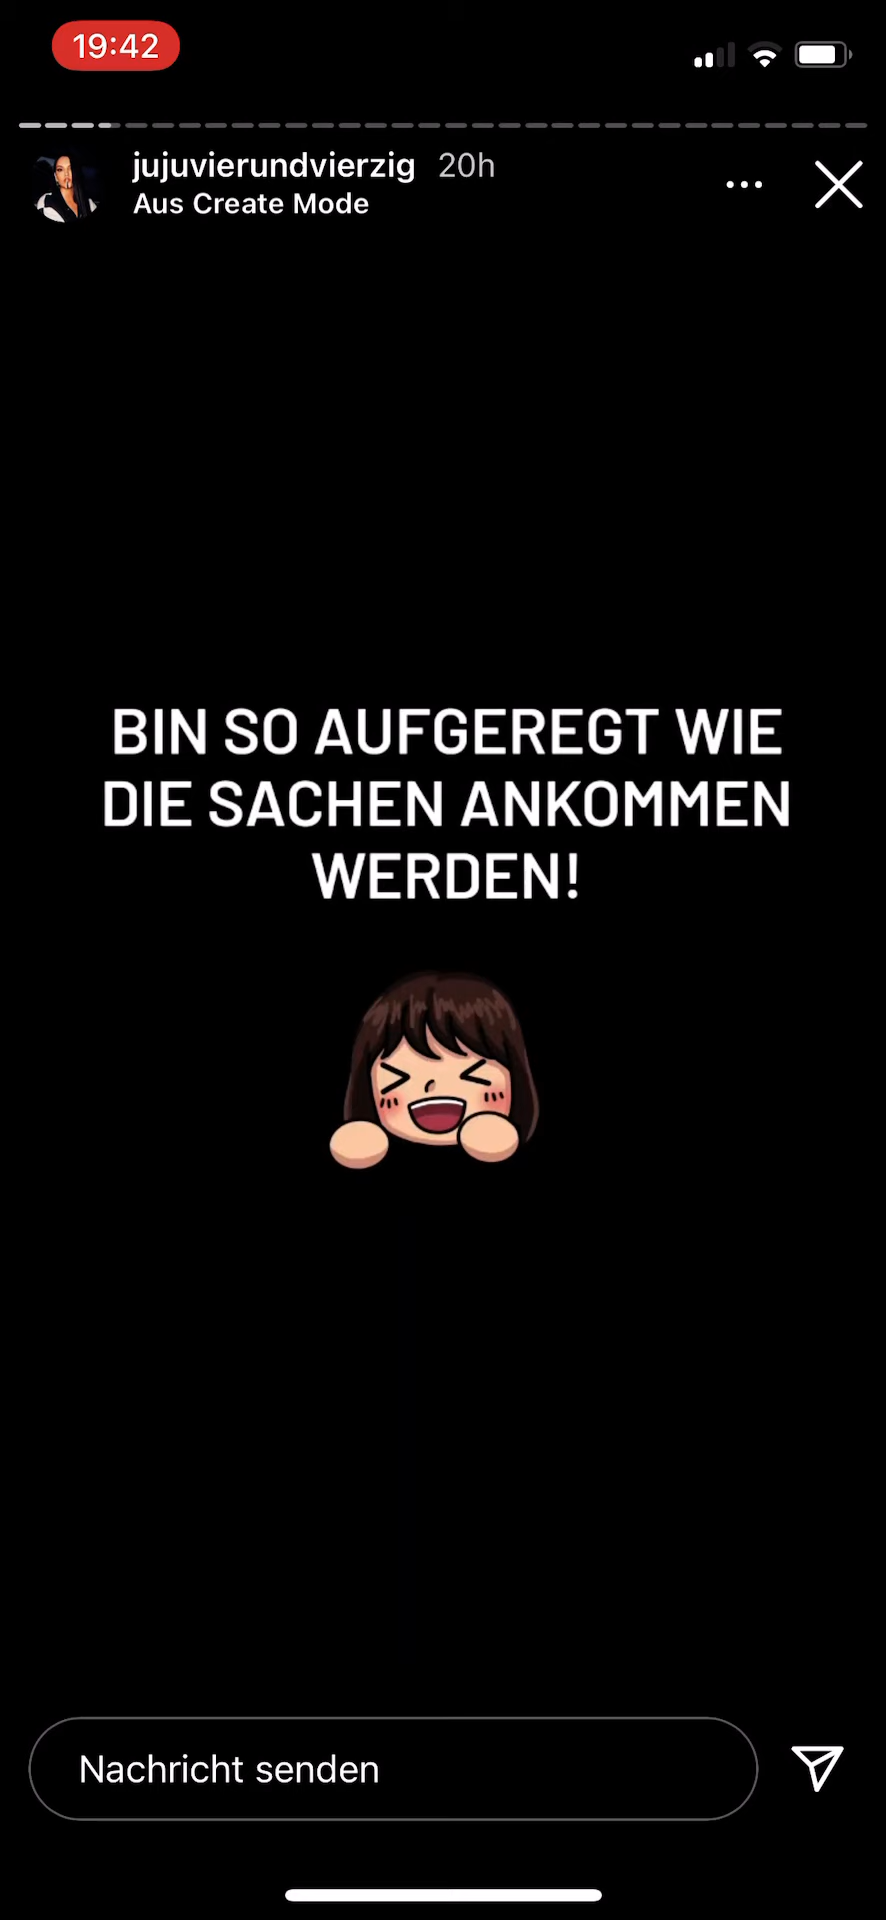 19:42
jujuvierundvierzig 20h
Aus Create Mode
BIN SO AUFGEREGT WIE
DIE SACHEN ANKOMMEN
WERDEN!
Nachricht senden